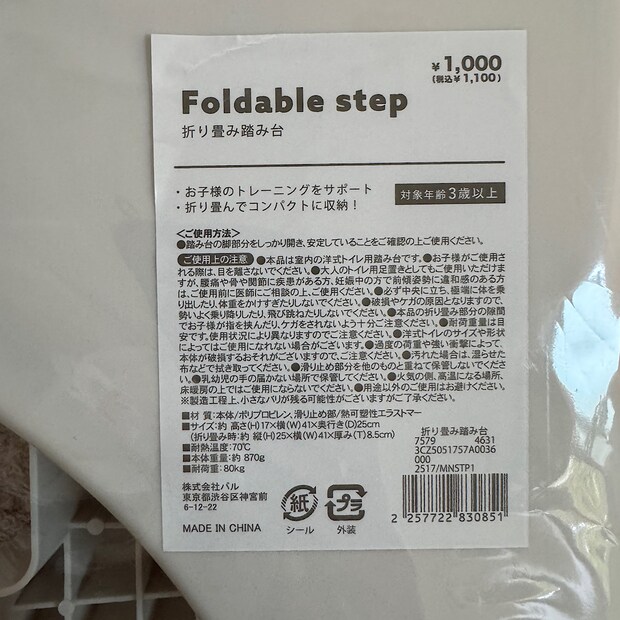 ¥1,000
(税込¥1,100)
Foldable step
折り畳み踏み台
・お子様のトレーニングをサポート
・折り畳んでコンパクトに収納!
対象年齢3歳以上
<ご使用方法>
●踏み台の脚部分をしっかり開き、安定していることをご確認の上ご使用ください。
ご使用上の注意 ●本品は室内の洋式トイレ用踏み台です。●お子様がご使用さ
れる際は、目を離さないでください。●大人のトイレ用足置きとしてもご使用いただけま
すが、腰痛や骨や関節に疾患がある方、妊娠中の方で前傾姿勢に違和感のある方
は、ご使用前に医師にご相談の上、ご使用ください。●必ず中央に立ち、極端に体を乗
り出したり、体重をかけすぎたりしないでください。●破損やケガの原因となりますので、
勢いよく乗り降りしたり、飛び跳ねたりしないでください。●本品の折り畳み部分の隙間
でお子様が指を挟んだり、ケガをされないよう十分ご注意ください。●耐荷重量は目
安です。使用状況により異なりますのでご注意ください。●洋式トイレのサイズや形状
によってはご使用になれない場合がございます。●過度の荷重や強い衝撃によって、
本体が破損するおそれがございますので、ご注意ください。●汚れた場合は、湿らせた
布などで拭き取ってください。●滑り止め部分を他のものと重ねて保管しないでくださ
い。●乳幼児の手の届かない場所で保管してください。●火気の側、高温になる場所、
床暖房の上ではご使用にならないでください。●用途以外のご使用はお避けください。
※製造工程上、小さなバリが残る可能性がございますがご了承ください。
■材 質:本体/ポリプロピレン、滑り止め部/熱可塑性エラストマー
■サイズ:約 高さ(H)17×横(W)41×奥行き(D)25cm
(折り畳み時:約 縦(H)25×横(W)41×厚み(T)8.5cm)
■耐熱温度:70℃
■本体重量:約 870g
■耐荷重:80kg
折り畳み踏み台
7579 4631
3CZ5051757A0036
000
2517/MNSTP1
株式会社パル
東京都渋谷区神宮前
6-12-22
MADE IN CHINA
紙
シール
プラ
外装
2 257722 830851